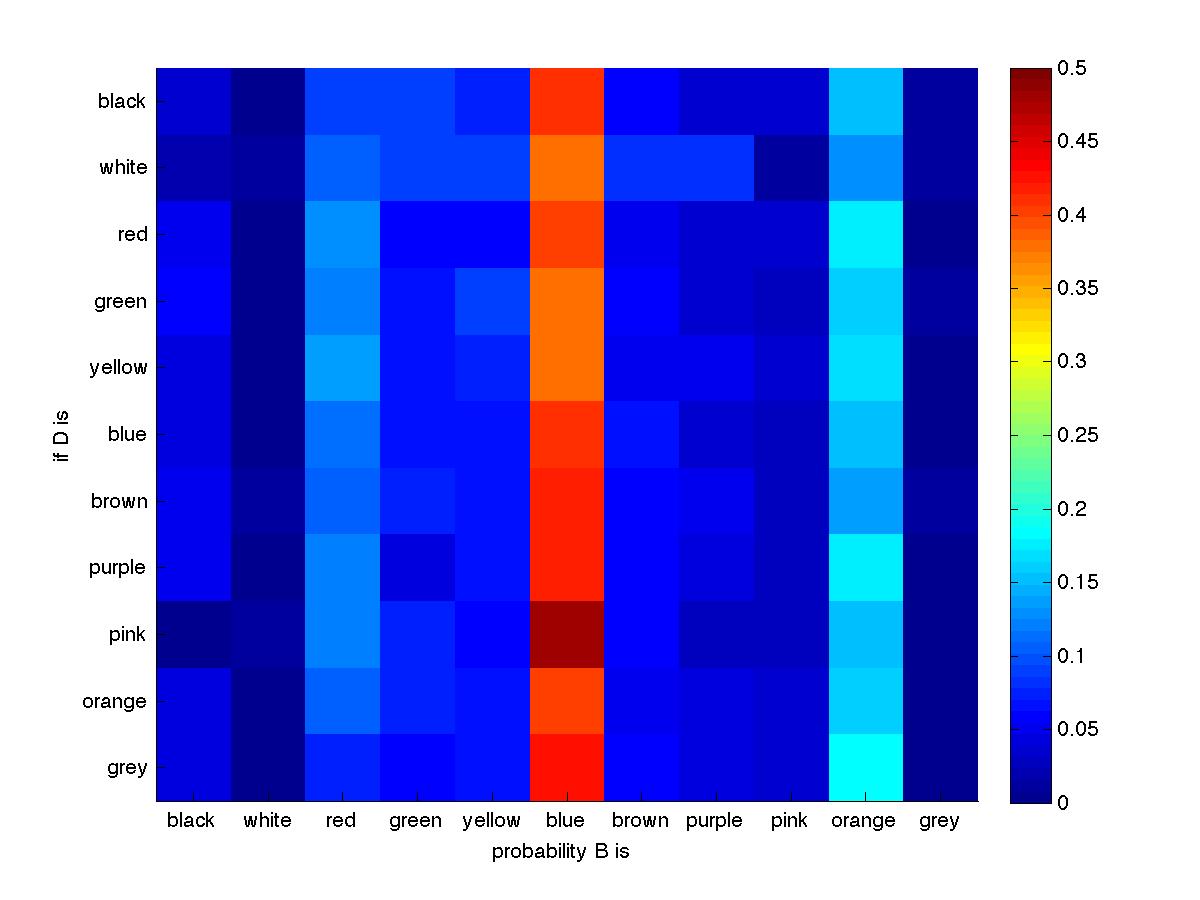 if D is
black
white
red
green
yellow
blue
brown
purple
pink
orange
grey
black white red green yellow blue brown purple pink orange grey
probability B is
0.5
0.45
0.4
0.35
0.3
0.25
0.2
0.15
0.1
0.05
0